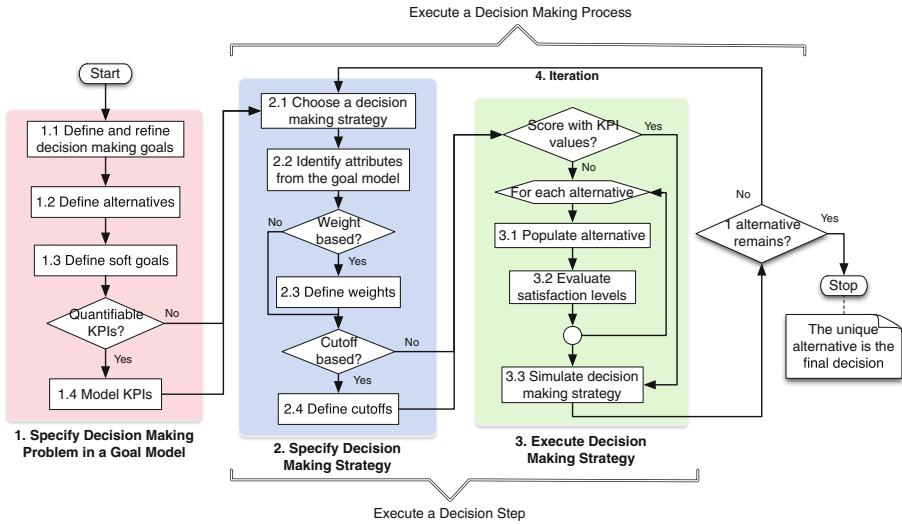 Execute a Decision Making Process
Start
1.1 Define and refine
decision making goals
1.2 Define alternatives
1.3 Define soft goals
Quantifiable
KPIs?
No
Yes
1.4 Model KPIs
1. Specify Decision Making
Problem in a Goal Model
2.1 Choose a decision
making strategy
2.2 Identify attributes
from the goal model
Weight
based?
No
Yes
2.3 Define weights
Cutoff
based?
No
Yes
2.4 Define cutoffs
2. Specify Decision
Making Strategy
4. Iteration
Score with KPI
values?
Yes
No
For each alternative
3.1 Populate alternative
3.2 Evaluate
satisfaction levels
3.3 Simulate decision
making strategy
3. Execute Decision
Making Strategy
No
1 alternative
remains?
Yes
Stop
The unique
alternative is the
final decision
Execute a Decision Step